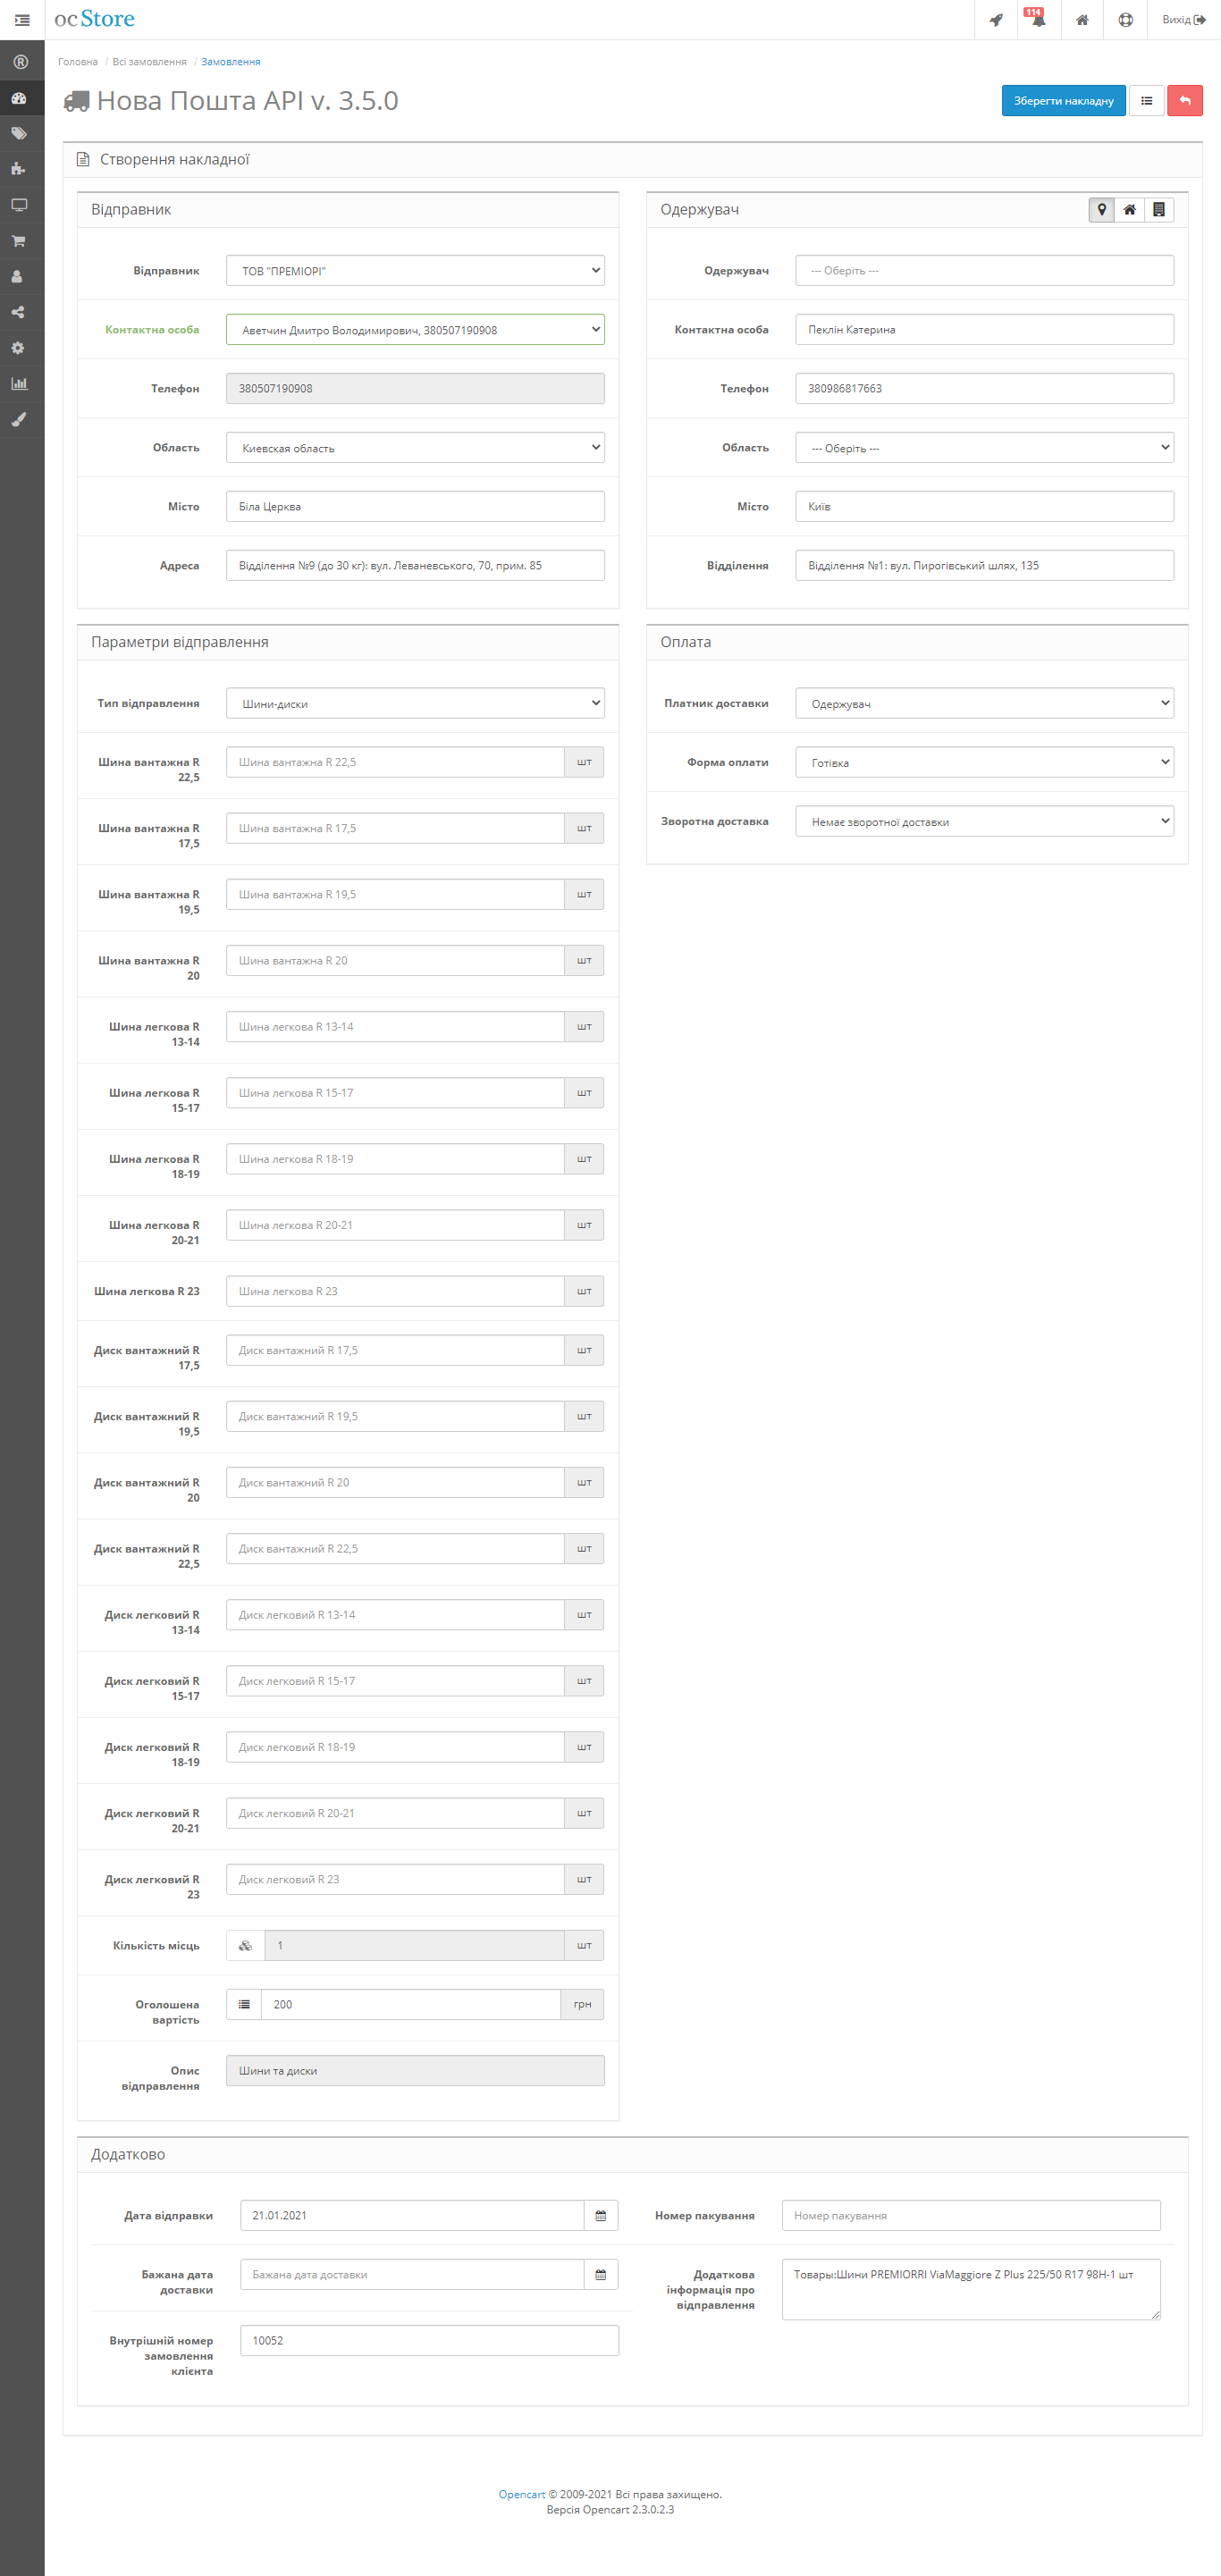 ocStore
114
Вихід
Головна / Всі замовлення / Замовлення
Нова Пошта API v. 3.5.0
Зберегти накладну
Створення накладної
Відправник
Відправник
ТОВ "ПРЕМІОРІ"
Контактна особа
Аветчин Дмитро Володимирович, 380507190908
Телефон
380507190908
Область
Киевская область
Місто
Біла Церква
Адреса
Відділення №9 (до 30 кг): вул. Леваневського, 70, прим. 85
Одержувач
Одержувач
--- Оберіть ---
Контактна особа
Пеклін Катерина
Телефон
380986817663
Область
--- Оберіть ---
Місто
Київ
Відділення
Відділення №1: вул. Пирогівський шлях, 135
Параметри відправлення
Тип відправлення
Шини-диски
Шина вантажна R
22,5
Шина вантажна R 22,5
шт
Шина вантажна R
17,5
Шина вантажна R 17,5
шт
Шина вантажна R
19,5
Шина вантажна R 19,5
шт
Шина вантажна R
20
Шина вантажна R 20
шт
Шина легкова R
13-14
Шина легкова R 13-14
шт
Шина легкова R
15-17
Шина легкова R 15-17
шт
Шина легкова R
18-19
Шина легкова R 18-19
шт
Шина легкова R
20-21
Шина легкова R 20-21
шт
Шина легкова R 23
Шина легкова R 23
шт
Диск вантажний R
17,5
Диск вантажний R 17,5
шт
Диск вантажний R
19,5
Диск вантажний R 19,5
шт
Диск вантажний R
20
Диск вантажний R 20
шт
Диск вантажний R
22,5
Диск вантажний R 22,5
шт
Диск легковий R
13-14
Диск легковий R 13-14
шт
Диск легковий R
15-17
Диск легковий R 15-17
шт
Диск легковий R
18-19
Диск легковий R 18-19
шт
Диск легковий R
20-21
Диск легковий R 20-21
шт
Диск легковий R
23
Диск легковий R 23
шт
Кількість місць
1
шт
Оголошена
вартість
200
грн
Опис
відправлення
Шини та диски
Оплата
Платник доставки
Одержувач
Форма оплати
Готівка
Зворотна доставка
Немає зворотної доставки
Додатково
Дата відправки
21.01.2021
Бажана дата
доставки
Бажана дата доставки
Внутрішній номер
замовлення
клієнта
10052
Номер пакування
Номер пакування
Додаткова
інформація про
відправлення
Товары:Шини PREMIORRI ViaMaggiore Z Plus 225/50 R17 98H-1 шт
Opencart © 2009-2021 Всі права захищено.
Версія Opencart 2.3.0.2.3